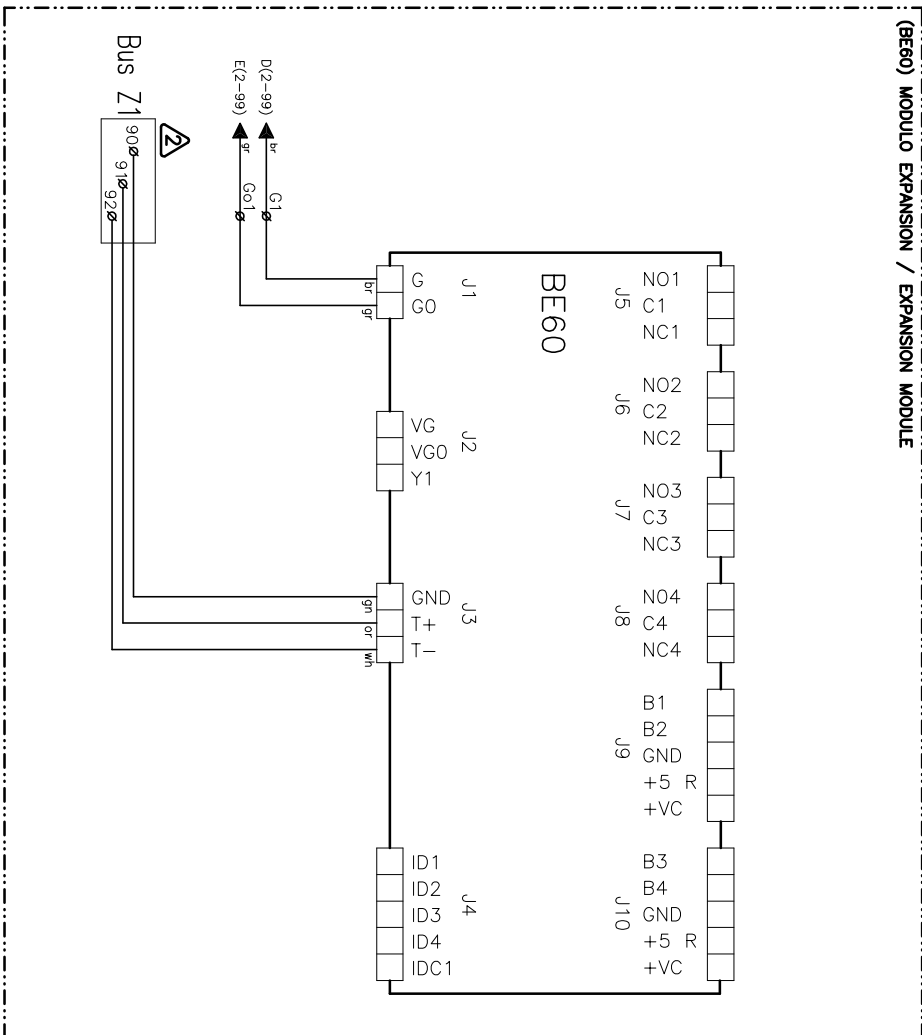 (BE60) MODULO EXPANSION / EXPANSION MODULE
D(2-99)
E(2-99)
br
gr
G1
Go1
Bus Z1
2
90
91
92
BE60
J1
G
G0
br
gr
J2
VG
VG0
Y1
J3
GND
T+
T-
gn
or
wh
J4
ID1
ID2
ID3
ID4
IDC1
J5
NO1
C1
NC1
J6
NO2
C2
NC2
J7
NO3
C3
NC3
J8
NO4
C4
NC4
J9
B1
B2
GND
+5 R
+VC
J10
B3
B4
GND
+5 R
+VC